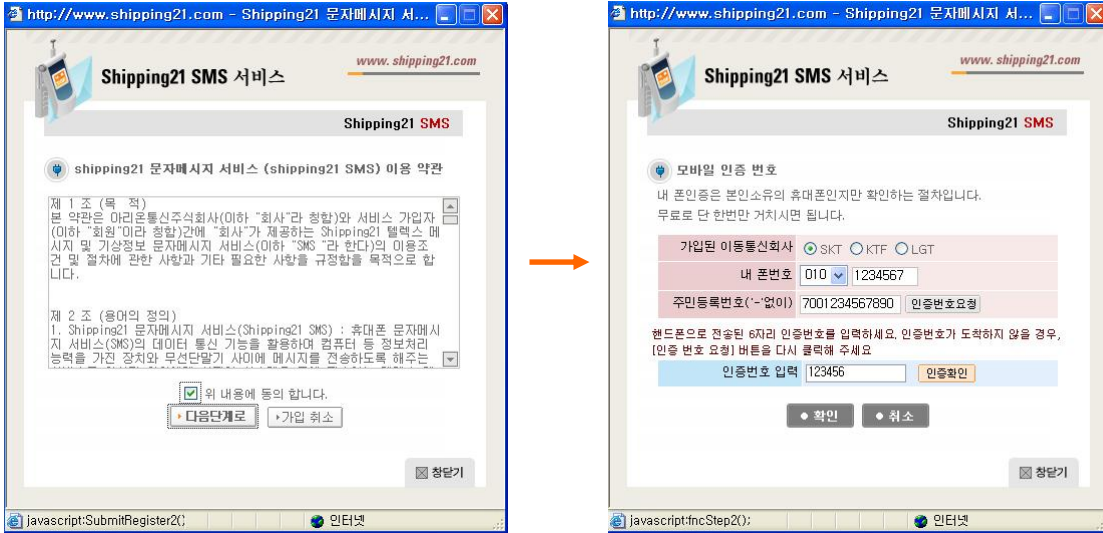 http://www.shipping21.com - Shipping21 문자메시지 서...
Shipping21 SMS 서비스
www. shipping21.com
Shipping21 SMS
shipping21 문자메시지 서비스 (shipping21 SMS) 이용 약관
제 1 조 (목 적)
본 약관은 아리온통신주식회사(이하 "회사"라 칭함)와 서비스 가입자
(이하 "회원"이라 칭함)간에 "회사"가 제공하는 Shipping21 텔렉스 메
시지 및 기상정보 문자메시지 서비스(이하 "SMS "라 한다)의 이용조
건 및 절차에 관한 사항과 기타 필요한 사항을 규정함을 목적으로 합
니다.
제 2 조 (용어의 정의)
1. Shipping21 문자메시지 서비스(Shipping21 SMS) : 휴대폰 문자메시
지 서비스(SMS)의 데이터 통신 기능을 활용하여 컴퓨터 등 정보처리
능력을 가진 장치와 무선단말기 사이에 메시지를 전송하도록 해주는
위 내용에 동의 합니다.
다음단계로
가입 취소
창닫기
javascript:SubmitRegister2();
인터넷
http://www.shipping21.com - Shipping21 문자메시지 서...
Shipping21 SMS 서비스
www. shipping21.com
Shipping21 SMS
모바일 인증 번호
내 폰인증은 본인소유의 휴대폰인지만 확인하는 절차입니다.
무료로 단 한번만 거치시면 됩니다.
가입된 이동통신회사 SKT KTF LGT
내 폰번호 010 1234567
주민등록번호('-'없이) 7001234567890 인증번호요청
핸드폰으로 전송된 6자리 인증번호를 입력하세요. 인증번호가 도착하지 않을 경우,
[인증 번호 요청] 버튼을 다시 클릭해 주세요
인증번호 입력 123456 인증확인
확인
취소
창닫기
javascript:fncStep2();
인터넷